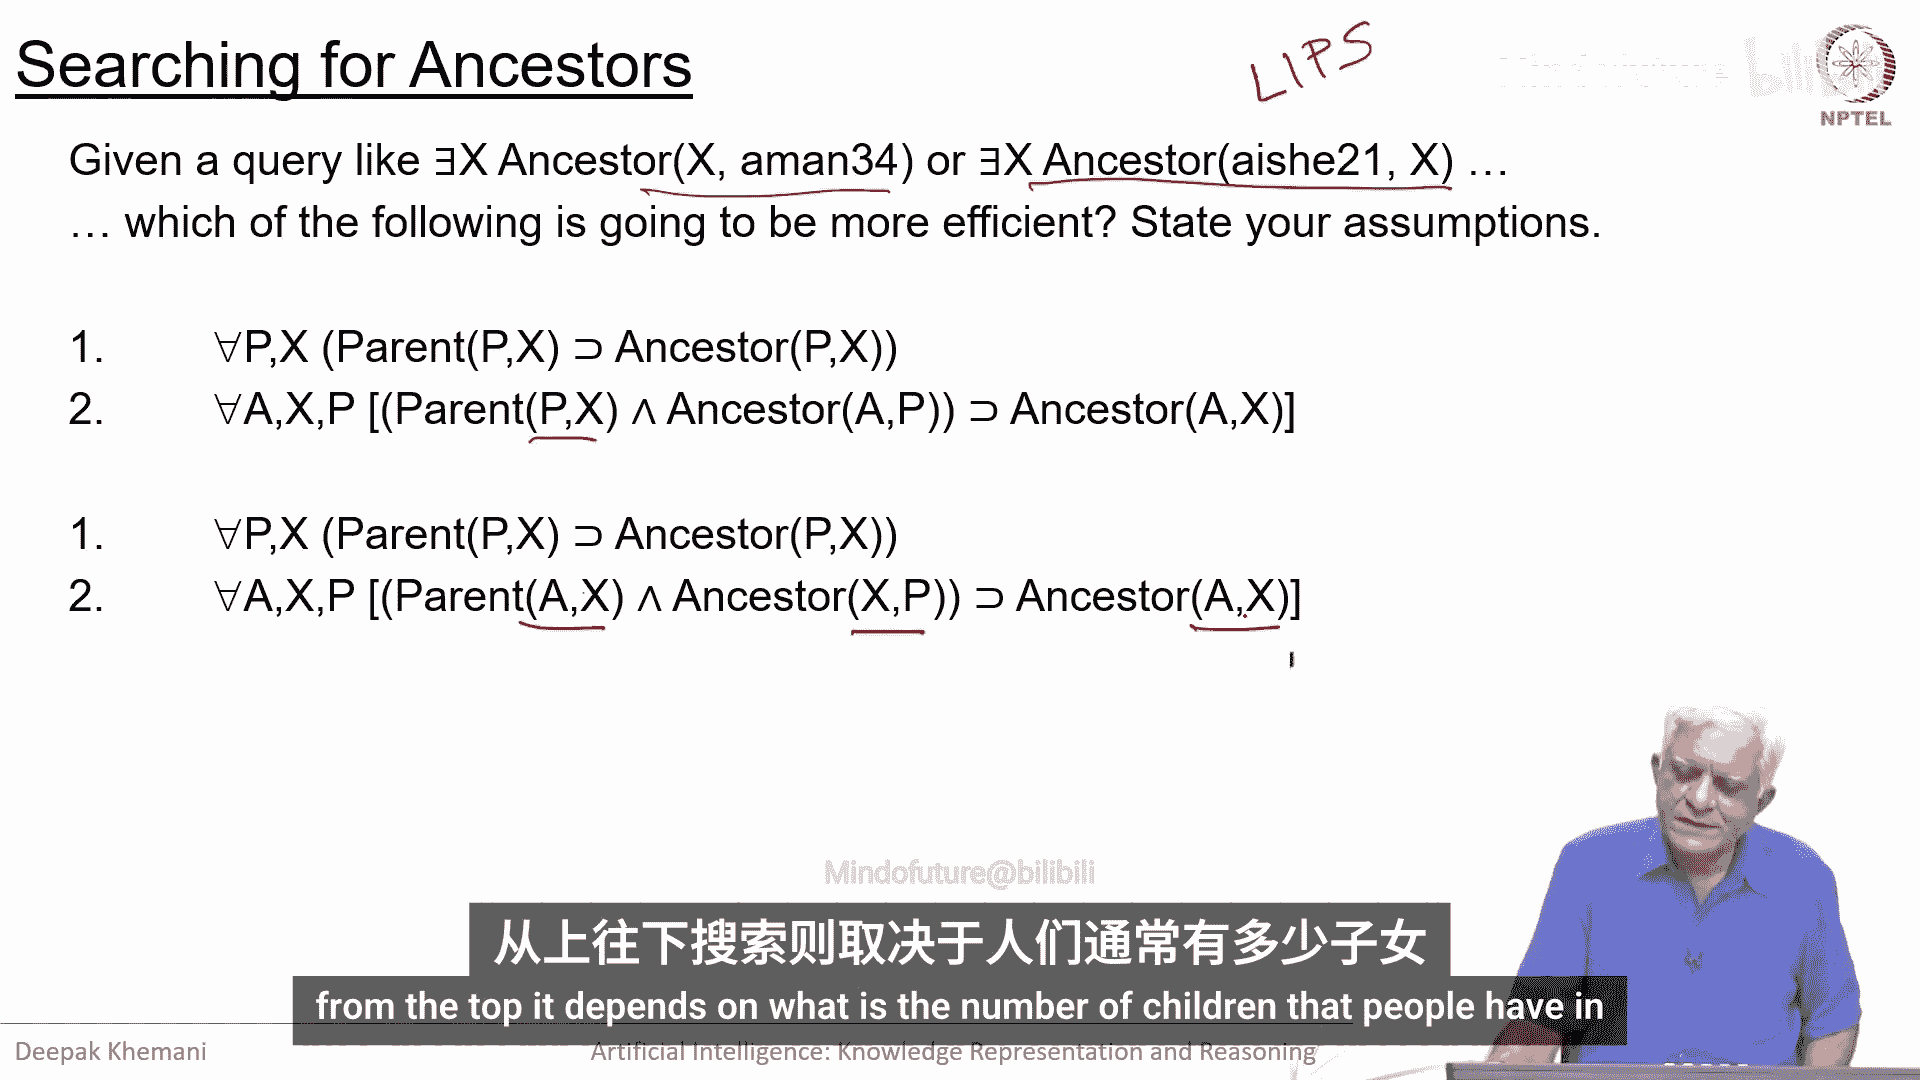 Searching for Ancestors
LIPS
NPTEL
Given a query like ∃X Ancestor(X, aman34) or ∃X Ancestor(aishe21, X) …
… which of the following is going to be more efficient? State your assumptions.
1. ∀P,X (Parent(P,X) ⊃ Ancestor(P,X))
2. ∀A,X,P [(Parent(P,X) ∧ Ancestor(A,P)) ⊃ Ancestor(A,X)]
1. ∀P,X (Parent(P,X) ⊃ Ancestor(P,X))
2. ∀A,X,P [(Parent(A,X) ∧ Ancestor(X,P)) ⊃ Ancestor(A,X)]
Mindofuture@bilibili
从上往下搜索则取决于人们通常有多少子女
from the top it depends on what is the number of children that people have in
Deepak Khemani
Artificial Intelligence: Knowledge Representation and Reasoning